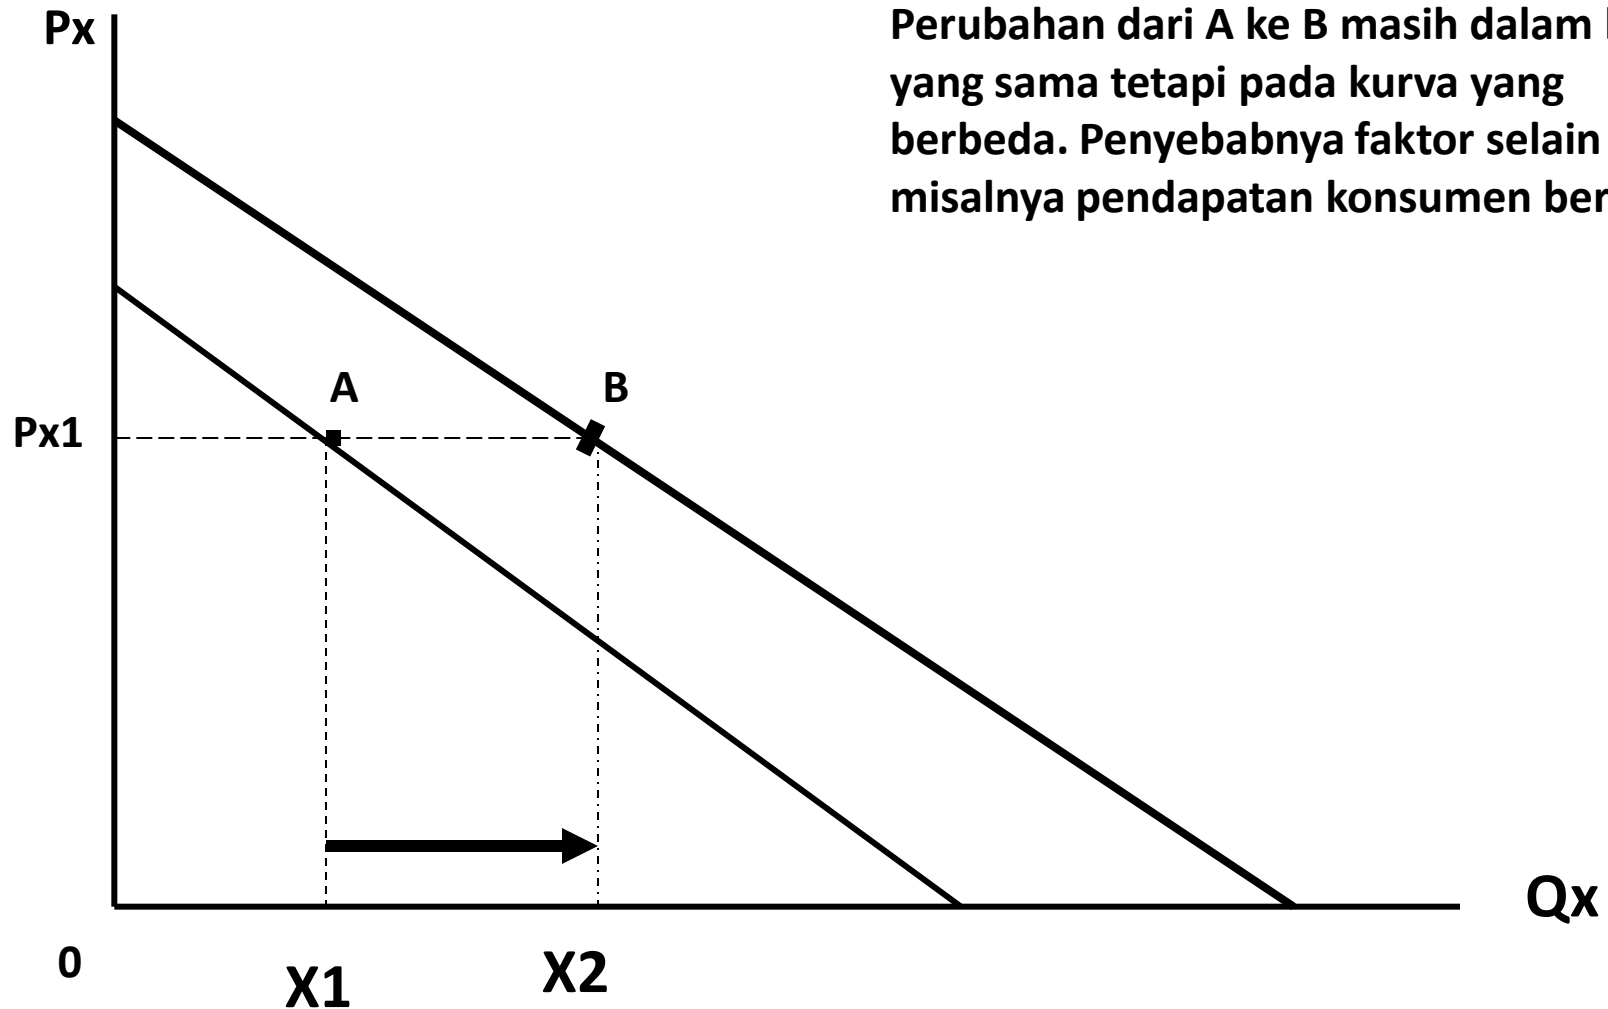 Px
Perubahan dari A ke B masih dalam
yang sama tetapi pada kurva yang
berbeda. Penyebabnya faktor selain
misalnya pendapatan konsumen
A
B
Px1
Qx
0
X1
X2